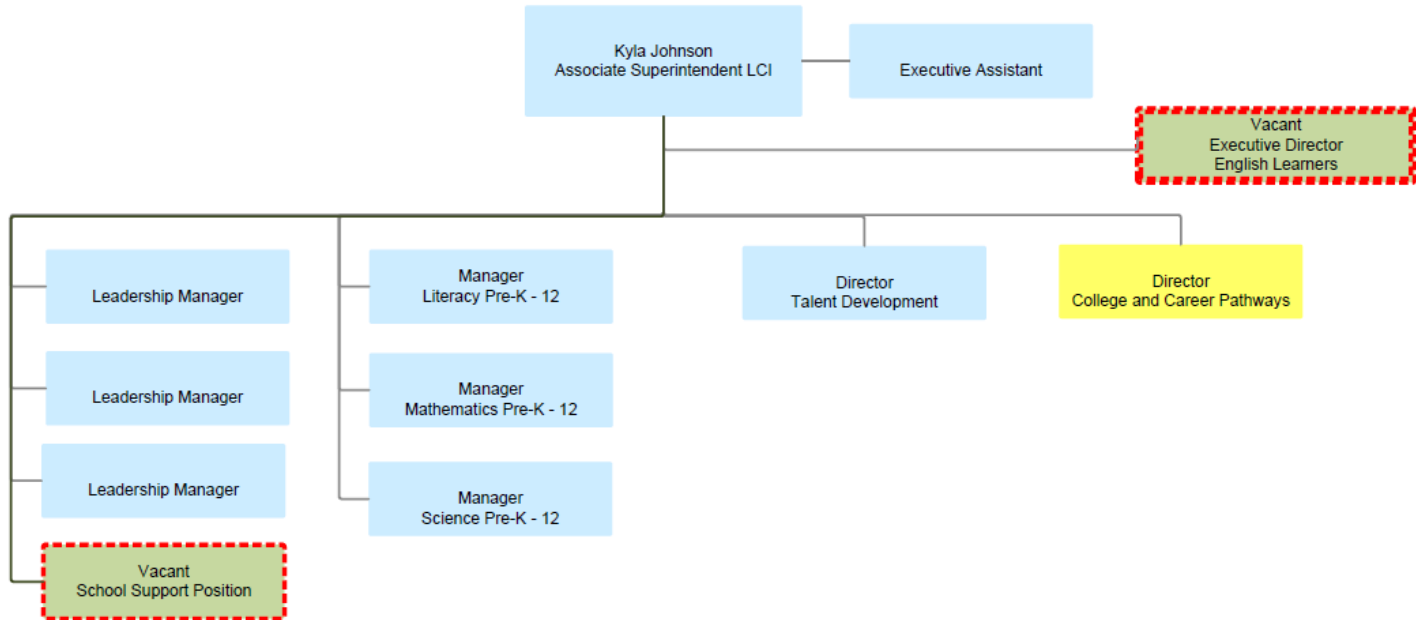 Kyla Johnson
Associate Superintendent LCI
Executive Assistant
Vacant
Executive Director
English Learners
Leadership Manager
Manager
Literacy Pre-K - 12
Director
Talent Development
Director
College and Career Pathways
Leadership Manager
Manager
Mathematics Pre-K - 12
Leadership Manager
Manager
Science Pre-K - 12
Vacant
School Support Position